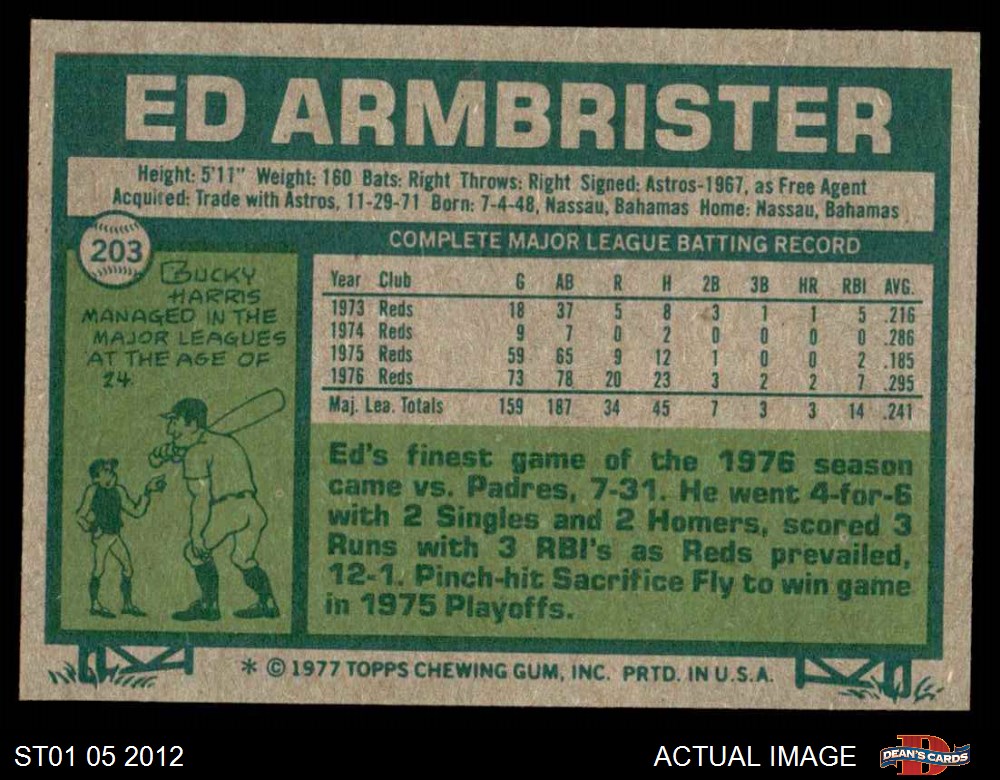 ED ARMBRISTER
Height: 5'11" Weight: 160 Bats: Right Throws: Right Signed: Astros-1967, as Free Agent
Acquired: Trade with Astros, 11-29-71 Born: 7-4-48, Nassau, Bahamas Home: Nassau, Bahamas
203
BUCKY
HARRIS
MANAGED IN THE
MAJOR LEAGUES
AT THE AGE OF
24
COMPLETE MAJOR LEAGUE BATTING RECORD
Year Club G AB R H 2B 3B HR RBI AVG.
1973 Reds 18 37 5 8 3 1 1 5 .216
1974 Reds 9 7 0 2 0 0 0 0 .286
1975 Reds 59 65 9 12 1 0 0 2 .185
1976 Reds 73 78 20 23 3 2 2 7 .295
Maj. Lea. Totals 159 187 34 45 7 3 3 14 .241
Ed's finest game of the 1976 season
came vs. Padres, 7-31. He went 4-for-6
with 2 Singles and 2 Homers, scored 3
Runs with 3 RBI's as Reds prevailed,
12-1. Pinch-hit Sacrifice Fly to win game
in 1975 Playoffs.
* © 1977 TOPPS CHEWING GUM, INC. PRTD. IN U.S.A.
ST01 05 2012
ACTUAL IMAGE
DEAN'S CARDS